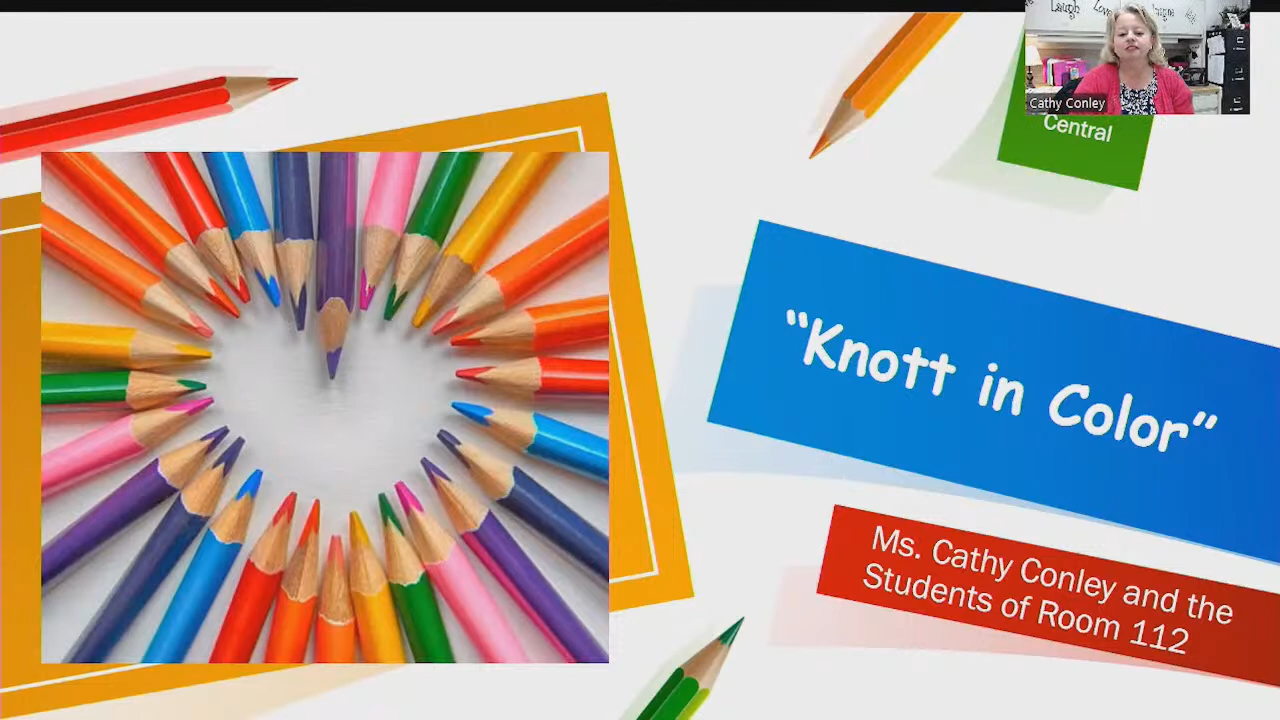 Laugh
Cathy Conley
Central
“Knott in Color”
Ms. Cathy Conley and the
Students of Room 112